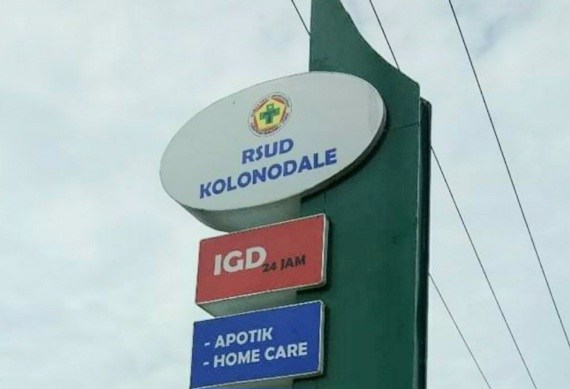 RSUD
KOLONODALE
IGD 24 JAM
- APOTIK
- HOME CARE